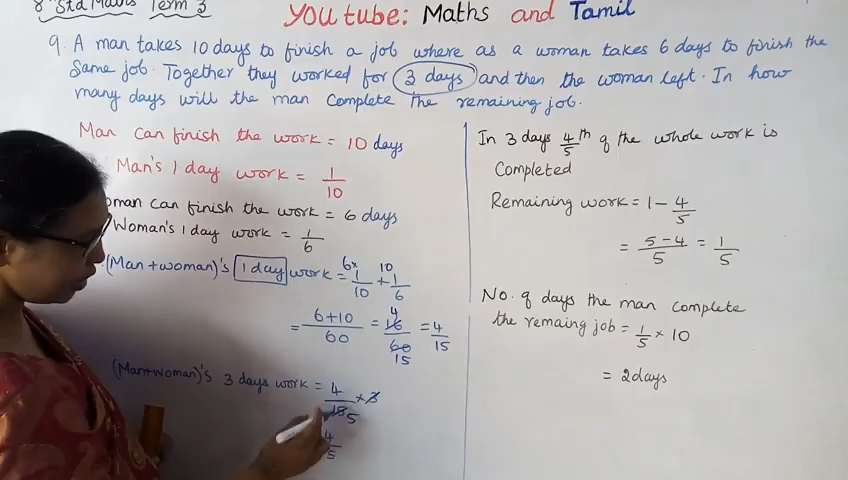 8 Std Maths Term 3
You tube: Maths and Tamil
9. A man takes 10 days to finish a job where as a woman takes 6 days to finish the
Same job. Together they worked for 3 days and then the woman left. In how
many days will the man complete the remaining job.
Man can finish the work = 10 days
Man's 1 day work = 1/10
oman can finish the work = 6 days
Woman's 1 day work = 1/6
(Man + woman)'s 1 day work = 6× 1/10 + 10 1/6
= 6+10/60 = 4 16/60 15 = 4/15
(Man+woman)'s 3 days work = 4/15 5 × 3
4/5
In 3 days 4/5 th of the whole work is
Completed
Remaining work = 1 - 4/5
= 5-4/5 = 1/5
No. of days the man complete
the remaing job = 1/5 × 10
= 2 days